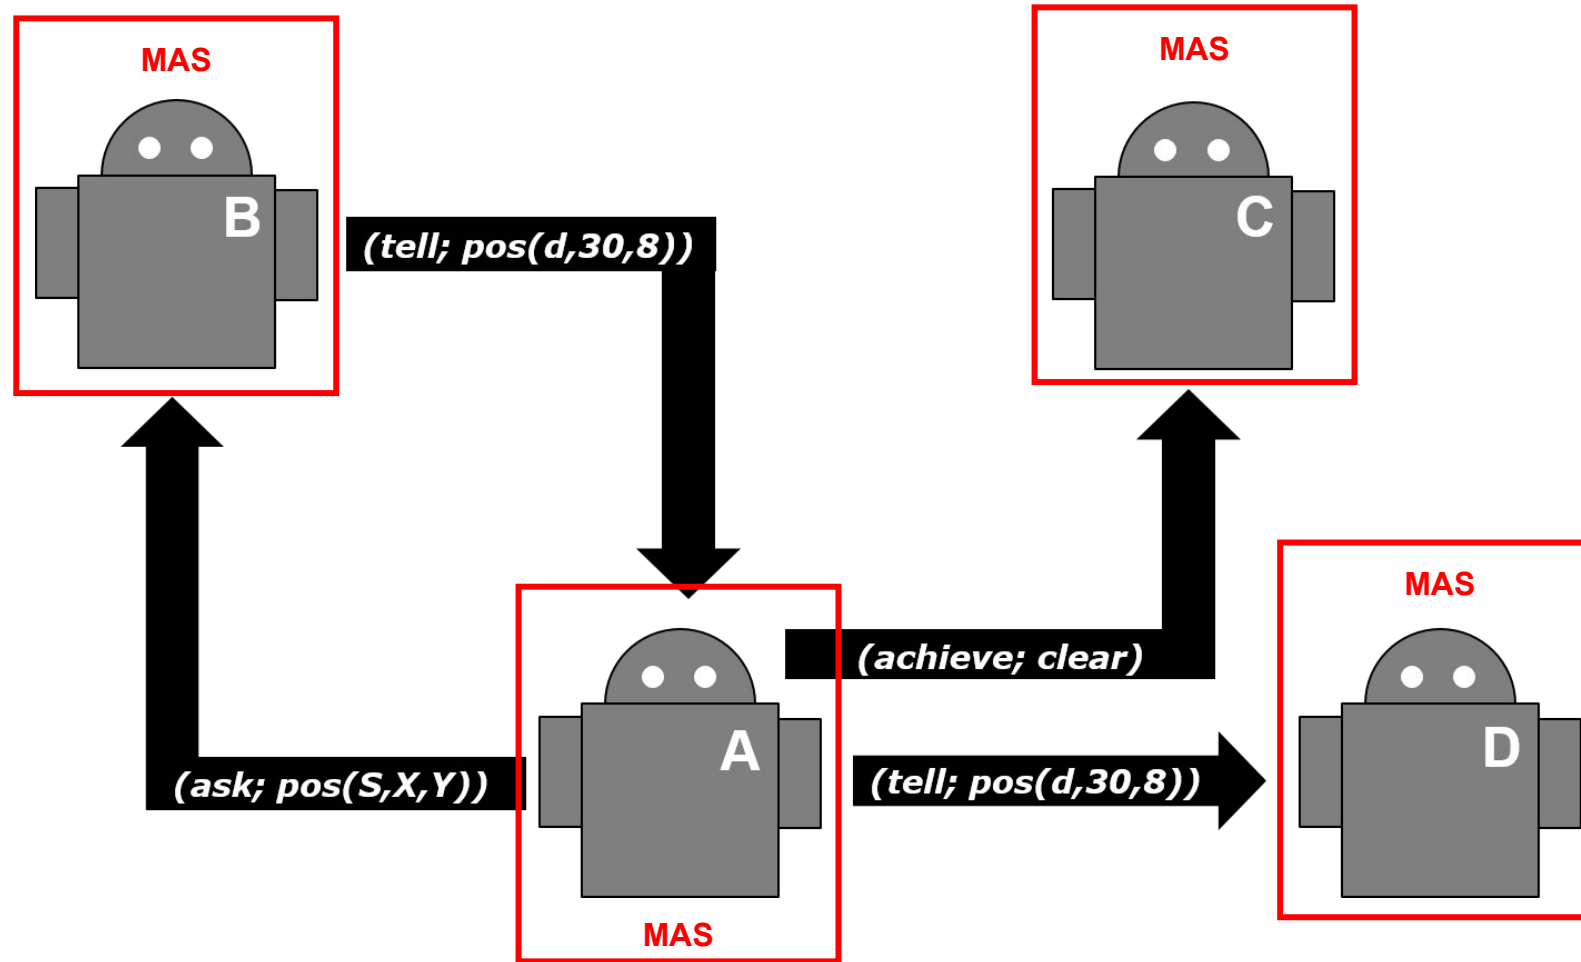 MAS
B
(tell; pos(d,30,8))
MAS
C
(achieve; clear)
MAS
D
(ask; pos(S,X,Y))
A
(tell; pos(d,30,8))
MAS